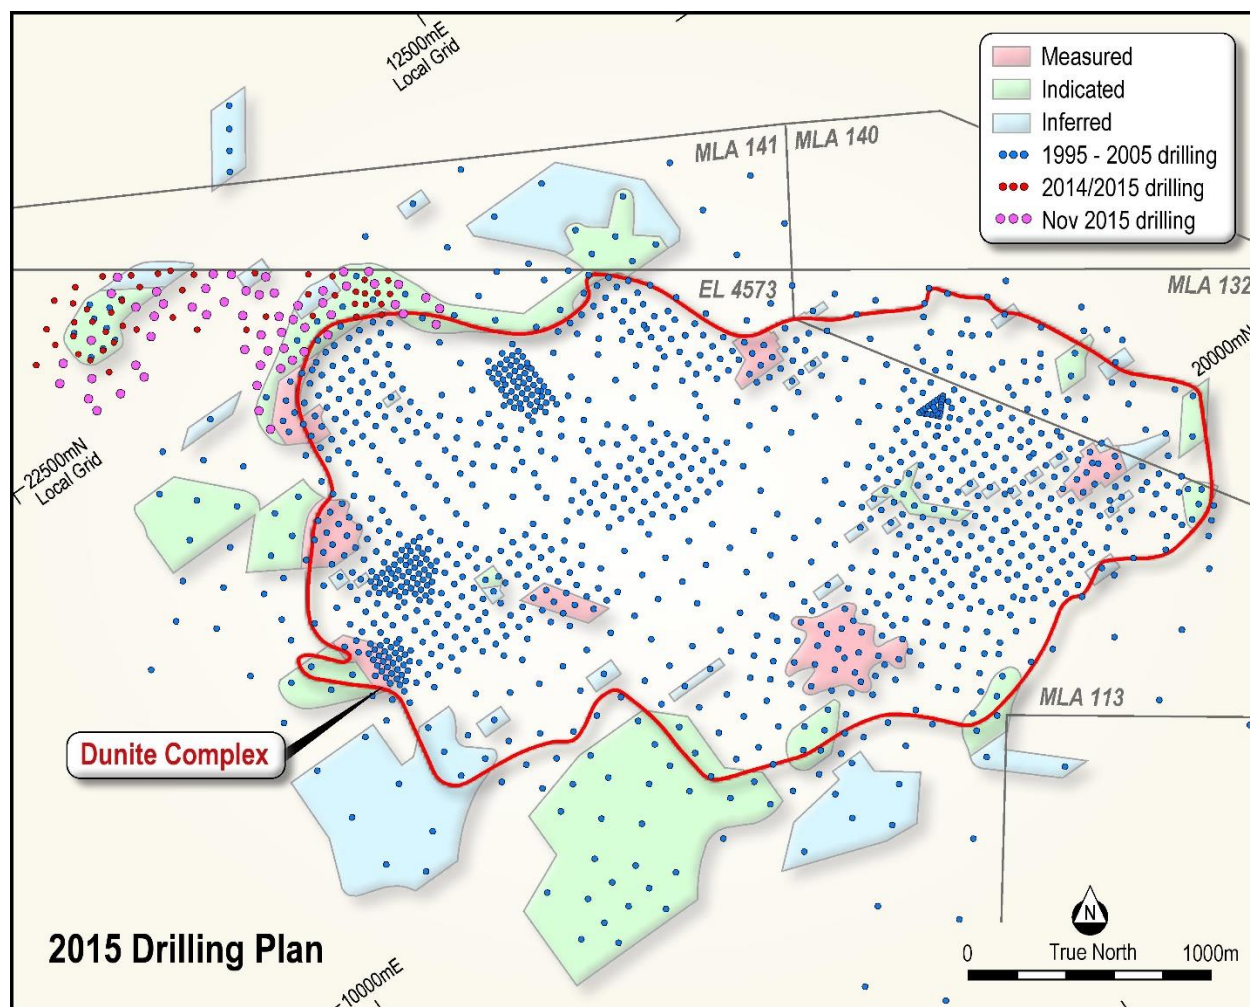 12500mE
Local Grid
Measured
Indicated
Inferred
1995 - 2005 drilling
2014/2015 drilling
Nov 2015 drilling
MLA 141
MLA 140
EL 4573
MLA 132
20000mN
22500mN
Local Grid
MLA 113
Dunite Complex
2015 Drilling Plan
10000mE
N
0
True North
1000m